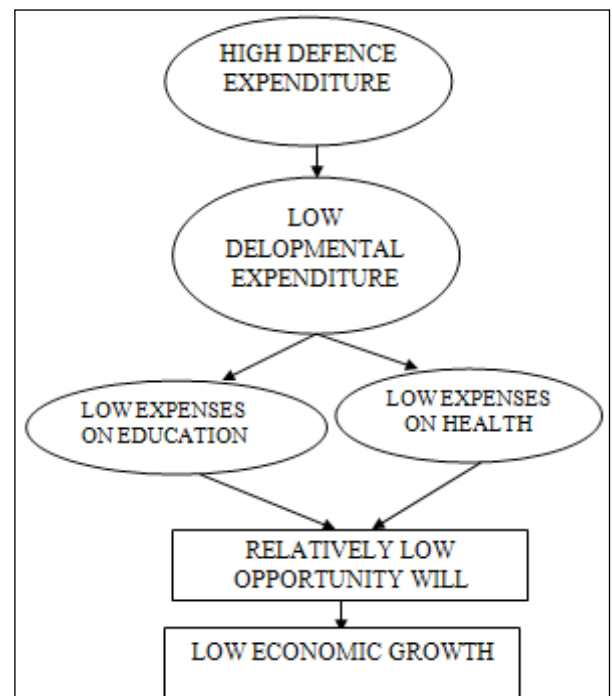 HIGH DEFENCE
EXPENDITURE
LOW
DELOPMENTAL
EXPENDITURE
LOW EXPENSES
ON EDUCATION
LOW EXPENSES
ON HEALTH
RELATIVELY LOW
OPPORTUNITY WILL
LOW ECONOMIC GROWTH